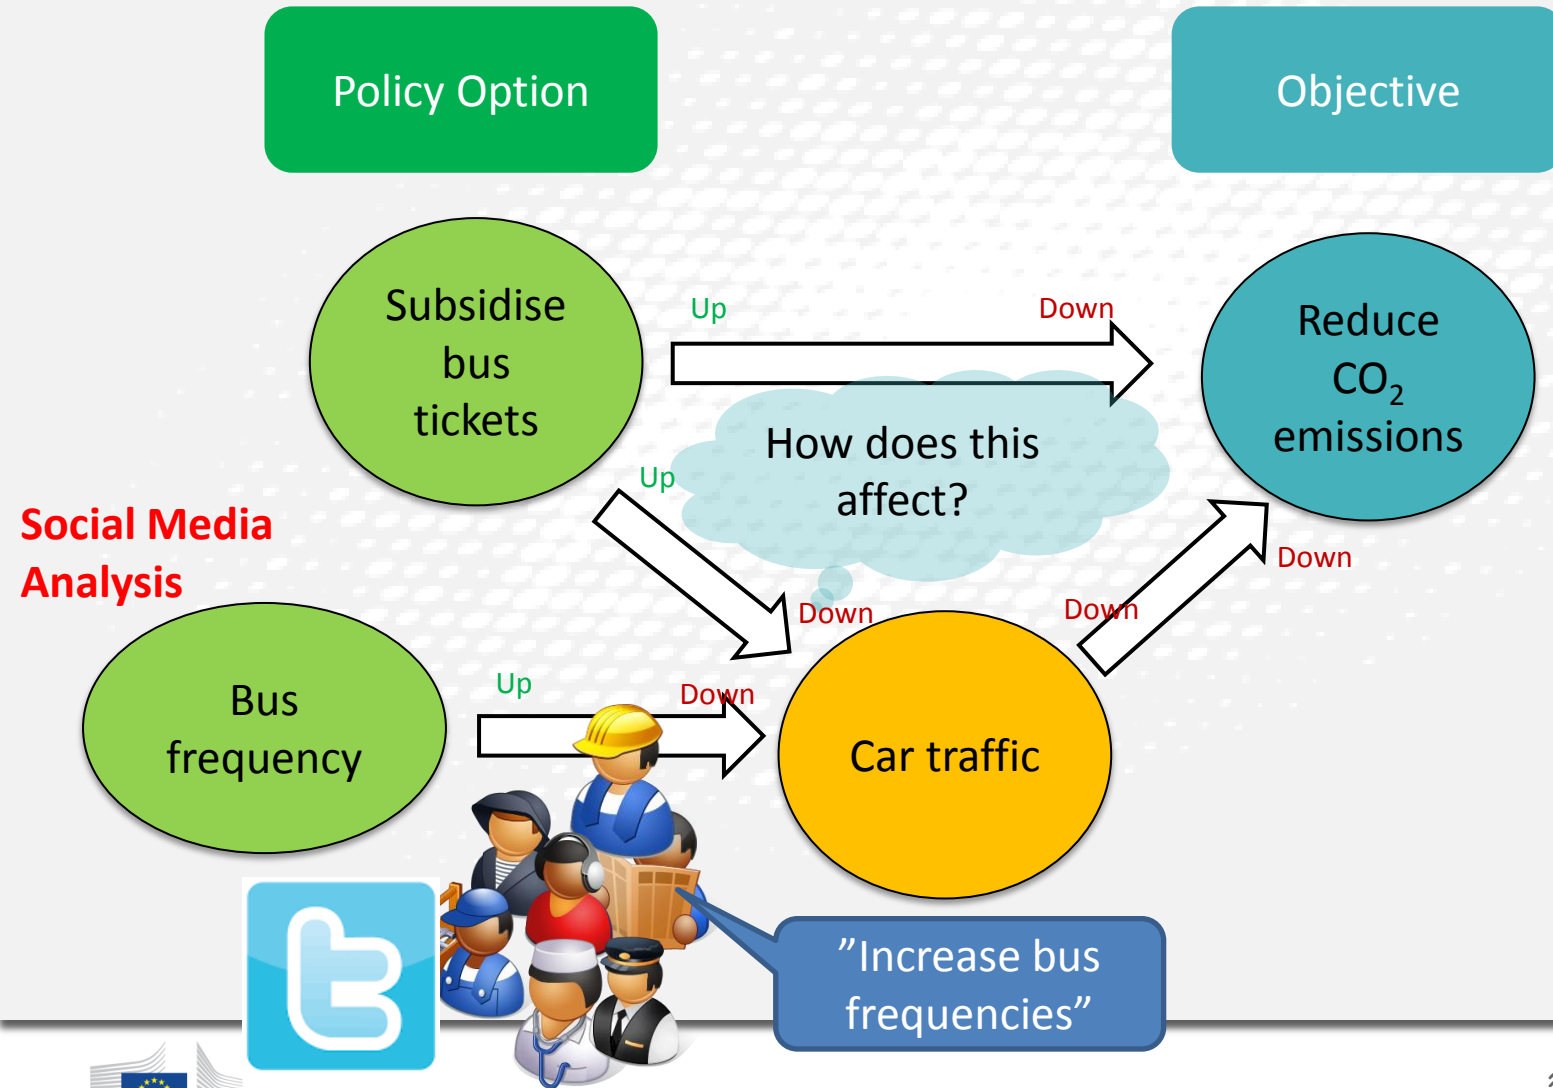 Policy Option
Objective
Subsidise
bus
tickets
Up
Down
Reduce
CO₂
emissions
How does this
affect?
Up
Down
Down
Down
Social Media
Analysis
Bus
frequency
Up
Down
Car traffic
”Increase bus
frequencies”